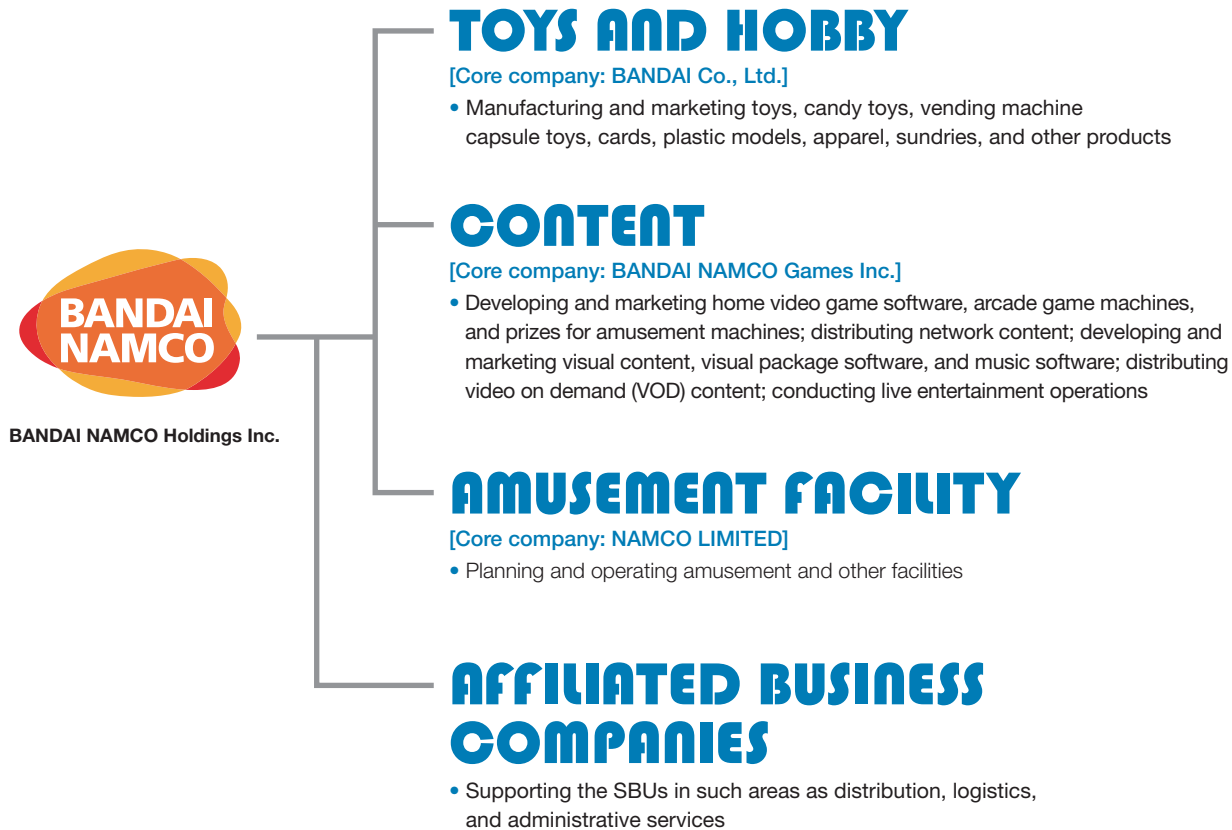 TOYS AND HOBBY
[Core company: BANDAI Co., Ltd.]
• Manufacturing and marketing toys, candy toys, vending machine
capsule toys, cards, plastic models, apparel, sundries, and other products
CONTENT
[Core company: BANDAI NAMCO Games Inc.]
• Developing and marketing home video game software, arcade game machines,
and prizes for amusement machines; distributing network content; developing and
marketing visual content, visual package software, and music software; distributing
video on demand (VOD) content; conducting live entertainment operations
BANDAI
NAMCO
BANDAI NAMCO Holdings Inc.
AMUSEMENT FACILITY
[Core company: NAMCO LIMITED]
• Planning and operating amusement and other facilities
AFFILIATED BUSINESS
COMPANIES
• Supporting the SBUs in such areas as distribution, logistics,
and administrative services